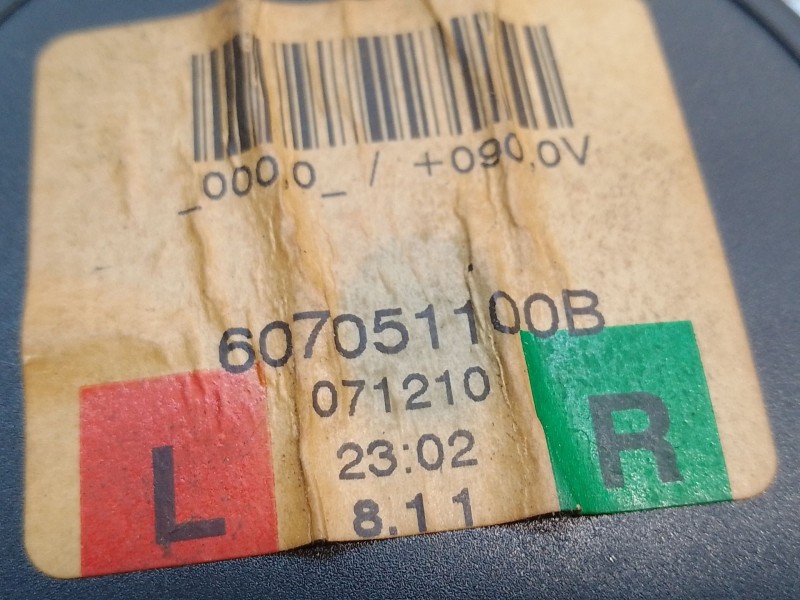 _000,0_ / +090,0V
607051100B
071210
23:02
8.11
L
R